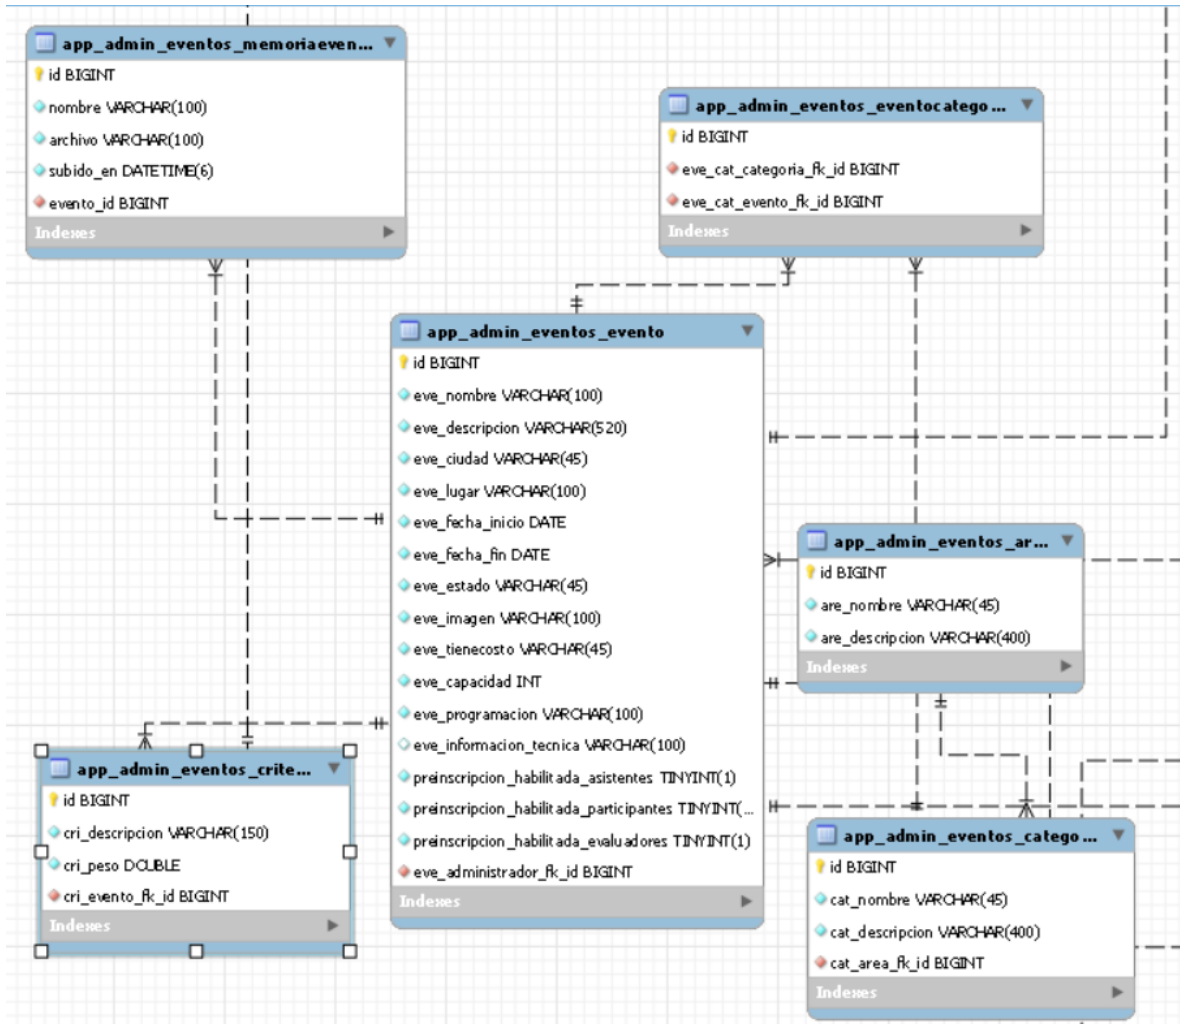 app_admin_eventos_memoriaeven...
id BIGINT
nombre VARCHAR(100)
archivo VARCHAR(100)
subido_en DATETIME(6)
evento_id BIGINT
Indexes
app_admin_eventos_eventocatego ...
id BIGINT
eve_cat_categoria_fk_id BIGINT
eve_cat_evento_fk_id BIGINT
Indexes
app_admin_eventos_evento
id BIGINT
eve_nombre VARCHAR(100)
eve_descripcion VARCHAR(520)
eve_ciudad VARCHAR(45)
eve_lugar VARCHAR(100)
eve_fecha_inicio DATE
eve_fecha_fin DATE
eve_estado VARCHAR(45)
eve_imagen VARCHAR(100)
eve_tienecosto VARCHAR(45)
eve_capacidad INT
eve_programacion VARCHAR(100)
eve_informacion_tecnica VARCHAR(100)
preinscripcion_habilitada_asistentes TINYINT(1)
preinscripcion_habilitada_participantes TINYINT(...
preinscripcion_habilitada_evaluadores TINYINT(1)
eve_administrador_fk_id BIGINT
Indexes
app_admin_eventos_ar...
id BIGINT
are_nombre VARCHAR(45)
are_descripcion VARCHAR(400)
Indexes
app_admin_eventos_crite...
id BIGINT
cri_descripcion VARCHAR(150)
cri_peso DOUBLE
cri_evento_fk_id BIGINT
Indexes
app_admin_eventos_catego ...
id BIGINT
cat_nombre VARCHAR(45)
cat_descripcion VARCHAR(400)
cat_area_fk_id BIGINT
Indexes